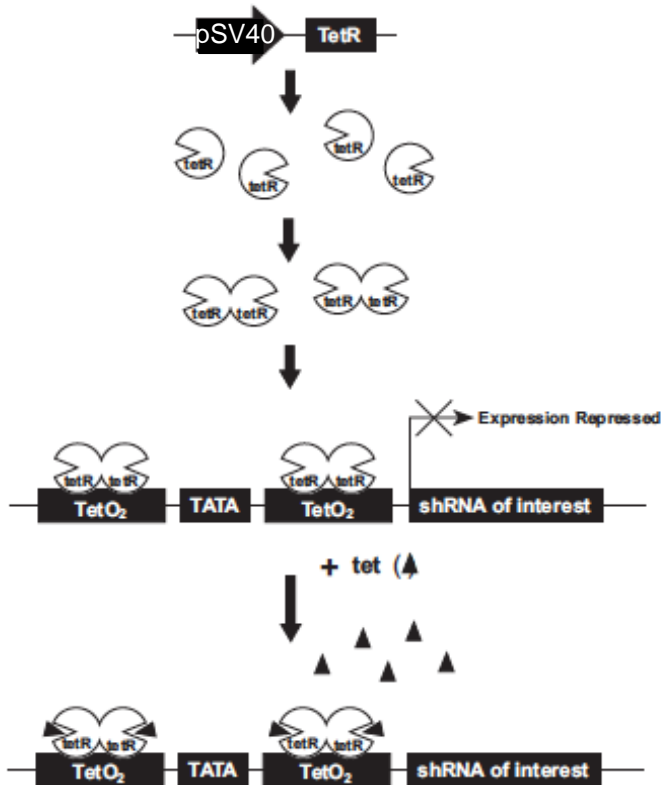 pSV40 TetR
tetR tetR tetR tetR
tetR tetR tetR tetR
Expression Repressed
tetR tetR tetR tetR
TetO₂ TATA TetO₂ shRNA of interest
+ tet (▲
tetR tetR tetR tetR
TetO₂ TATA TetO₂ shRNA of interest